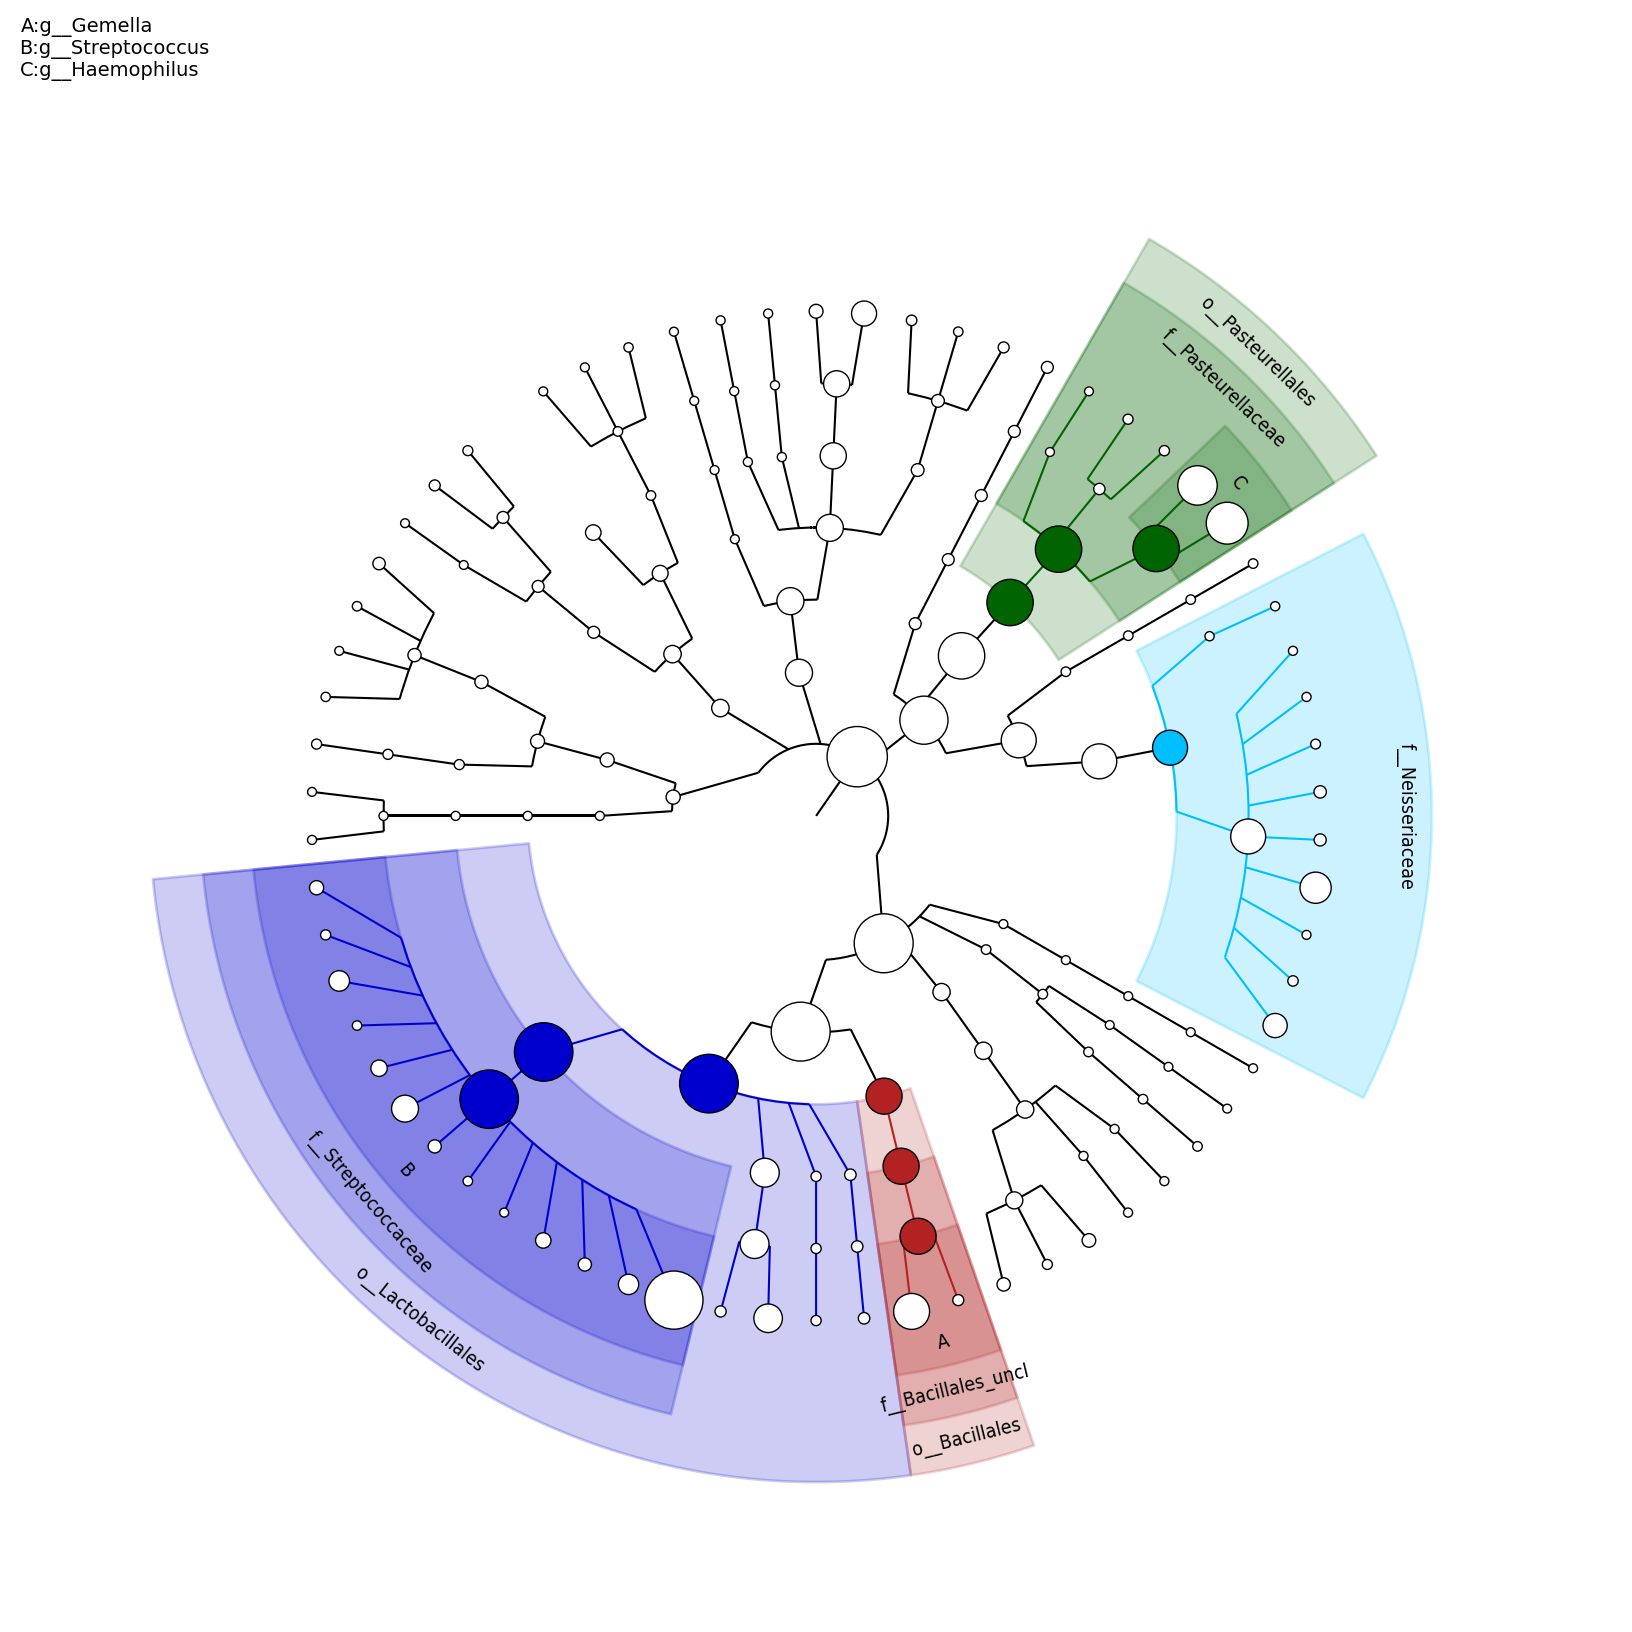 A:g__Gemella
B:g__Streptococcus
C:g__Haemophilus
o__Pasteurellales
f__Pasteurellaceae
C
f__Neisseriaceae
B
f__Streptococcaceae
o__Lactobacillales
A
f__Bacillales_uncl
o__Bacillales